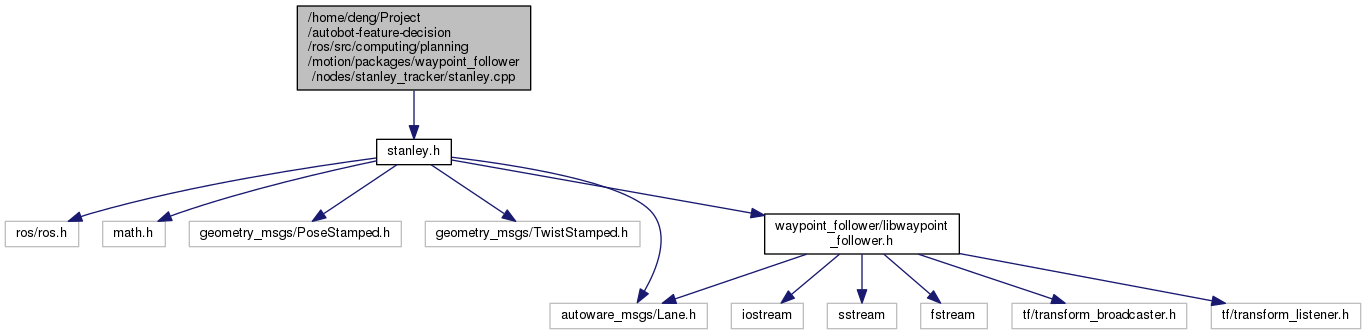 /home/deng/Project
/autobot-feature-decision
/ros/src/computing/planning
/motion/packages/waypoint_follower
/nodes/stanley_tracker/stanley.cpp
stanley.h
ros/ros.h
math.h
geometry_msgs/PoseStamped.h
geometry_msgs/TwistStamped.h
waypoint_follower/libwaypoint
_follower.h
autoware_msgs/Lane.h
iostream
sstream
fstream
tf/transform_broadcaster.h
tf/transform_listener.h